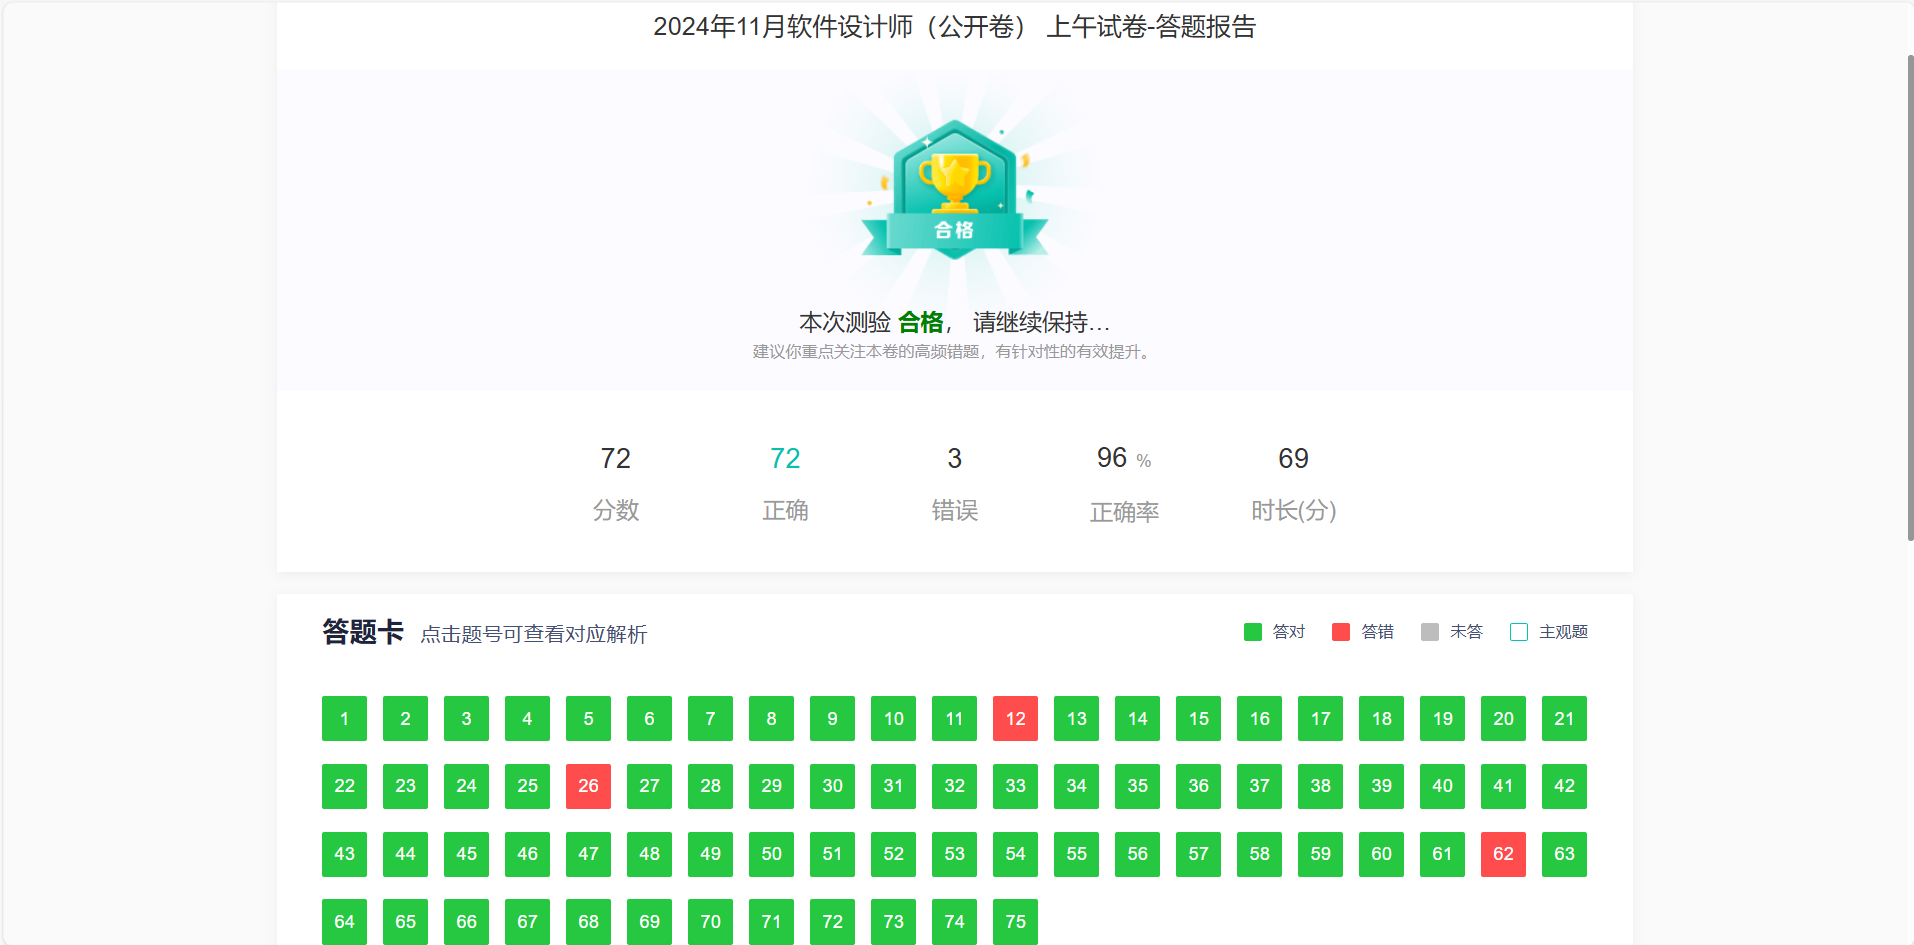 2024年11月软件设计师（公开卷） 上午试卷-答题报告
合格
本次测验 合格， 请继续保持...
建议你重点关注本卷的高频错题，有针对性的有效提升。
72 72 3 96 % 69
分数 正确 错误 正确率 时长(分)
答题卡 点击题号可查看对应解析 答对 答错 未答 主观题
1 2 3 4 5 6 7 8 9 10 11 12 13 14 15 16 17 18 19 20 21
22 23 24 25 26 27 28 29 30 31 32 33 34 35 36 37 38 39 40 41 42
43 44 45 46 47 48 49 50 51 52 53 54 55 56 57 58 59 60 61 62 63
64 65 66 67 68 69 70 71 72 73 74 75